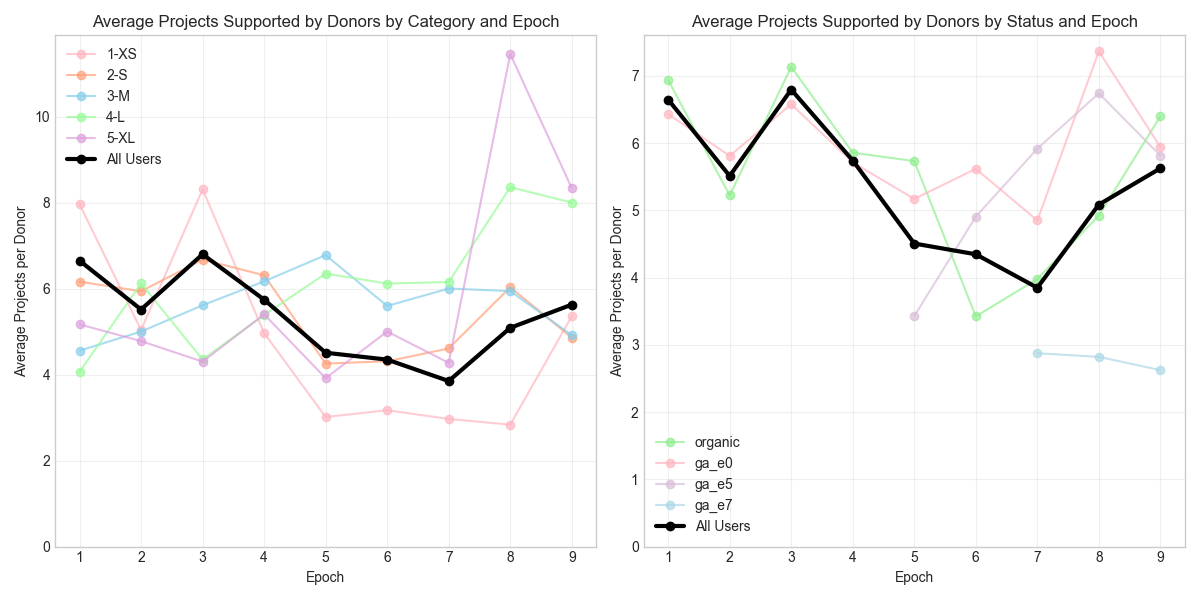 Average Projects Supported by Donors by Category and Epoch
Average Projects per Donor
10
8
6
4
2
0
1-XS
2-S
3-M
4-L
5-XL
All Users
1 2 3 4 5 6 7 8 9
Epoch
Average Projects Supported by Donors by Status and Epoch
Average Projects per Donor
7
6
5
4
3
2
1
0
organic
ga_e0
ga_e5
ga_e7
All Users
1 2 3 4 5 6 7 8 9
Epoch